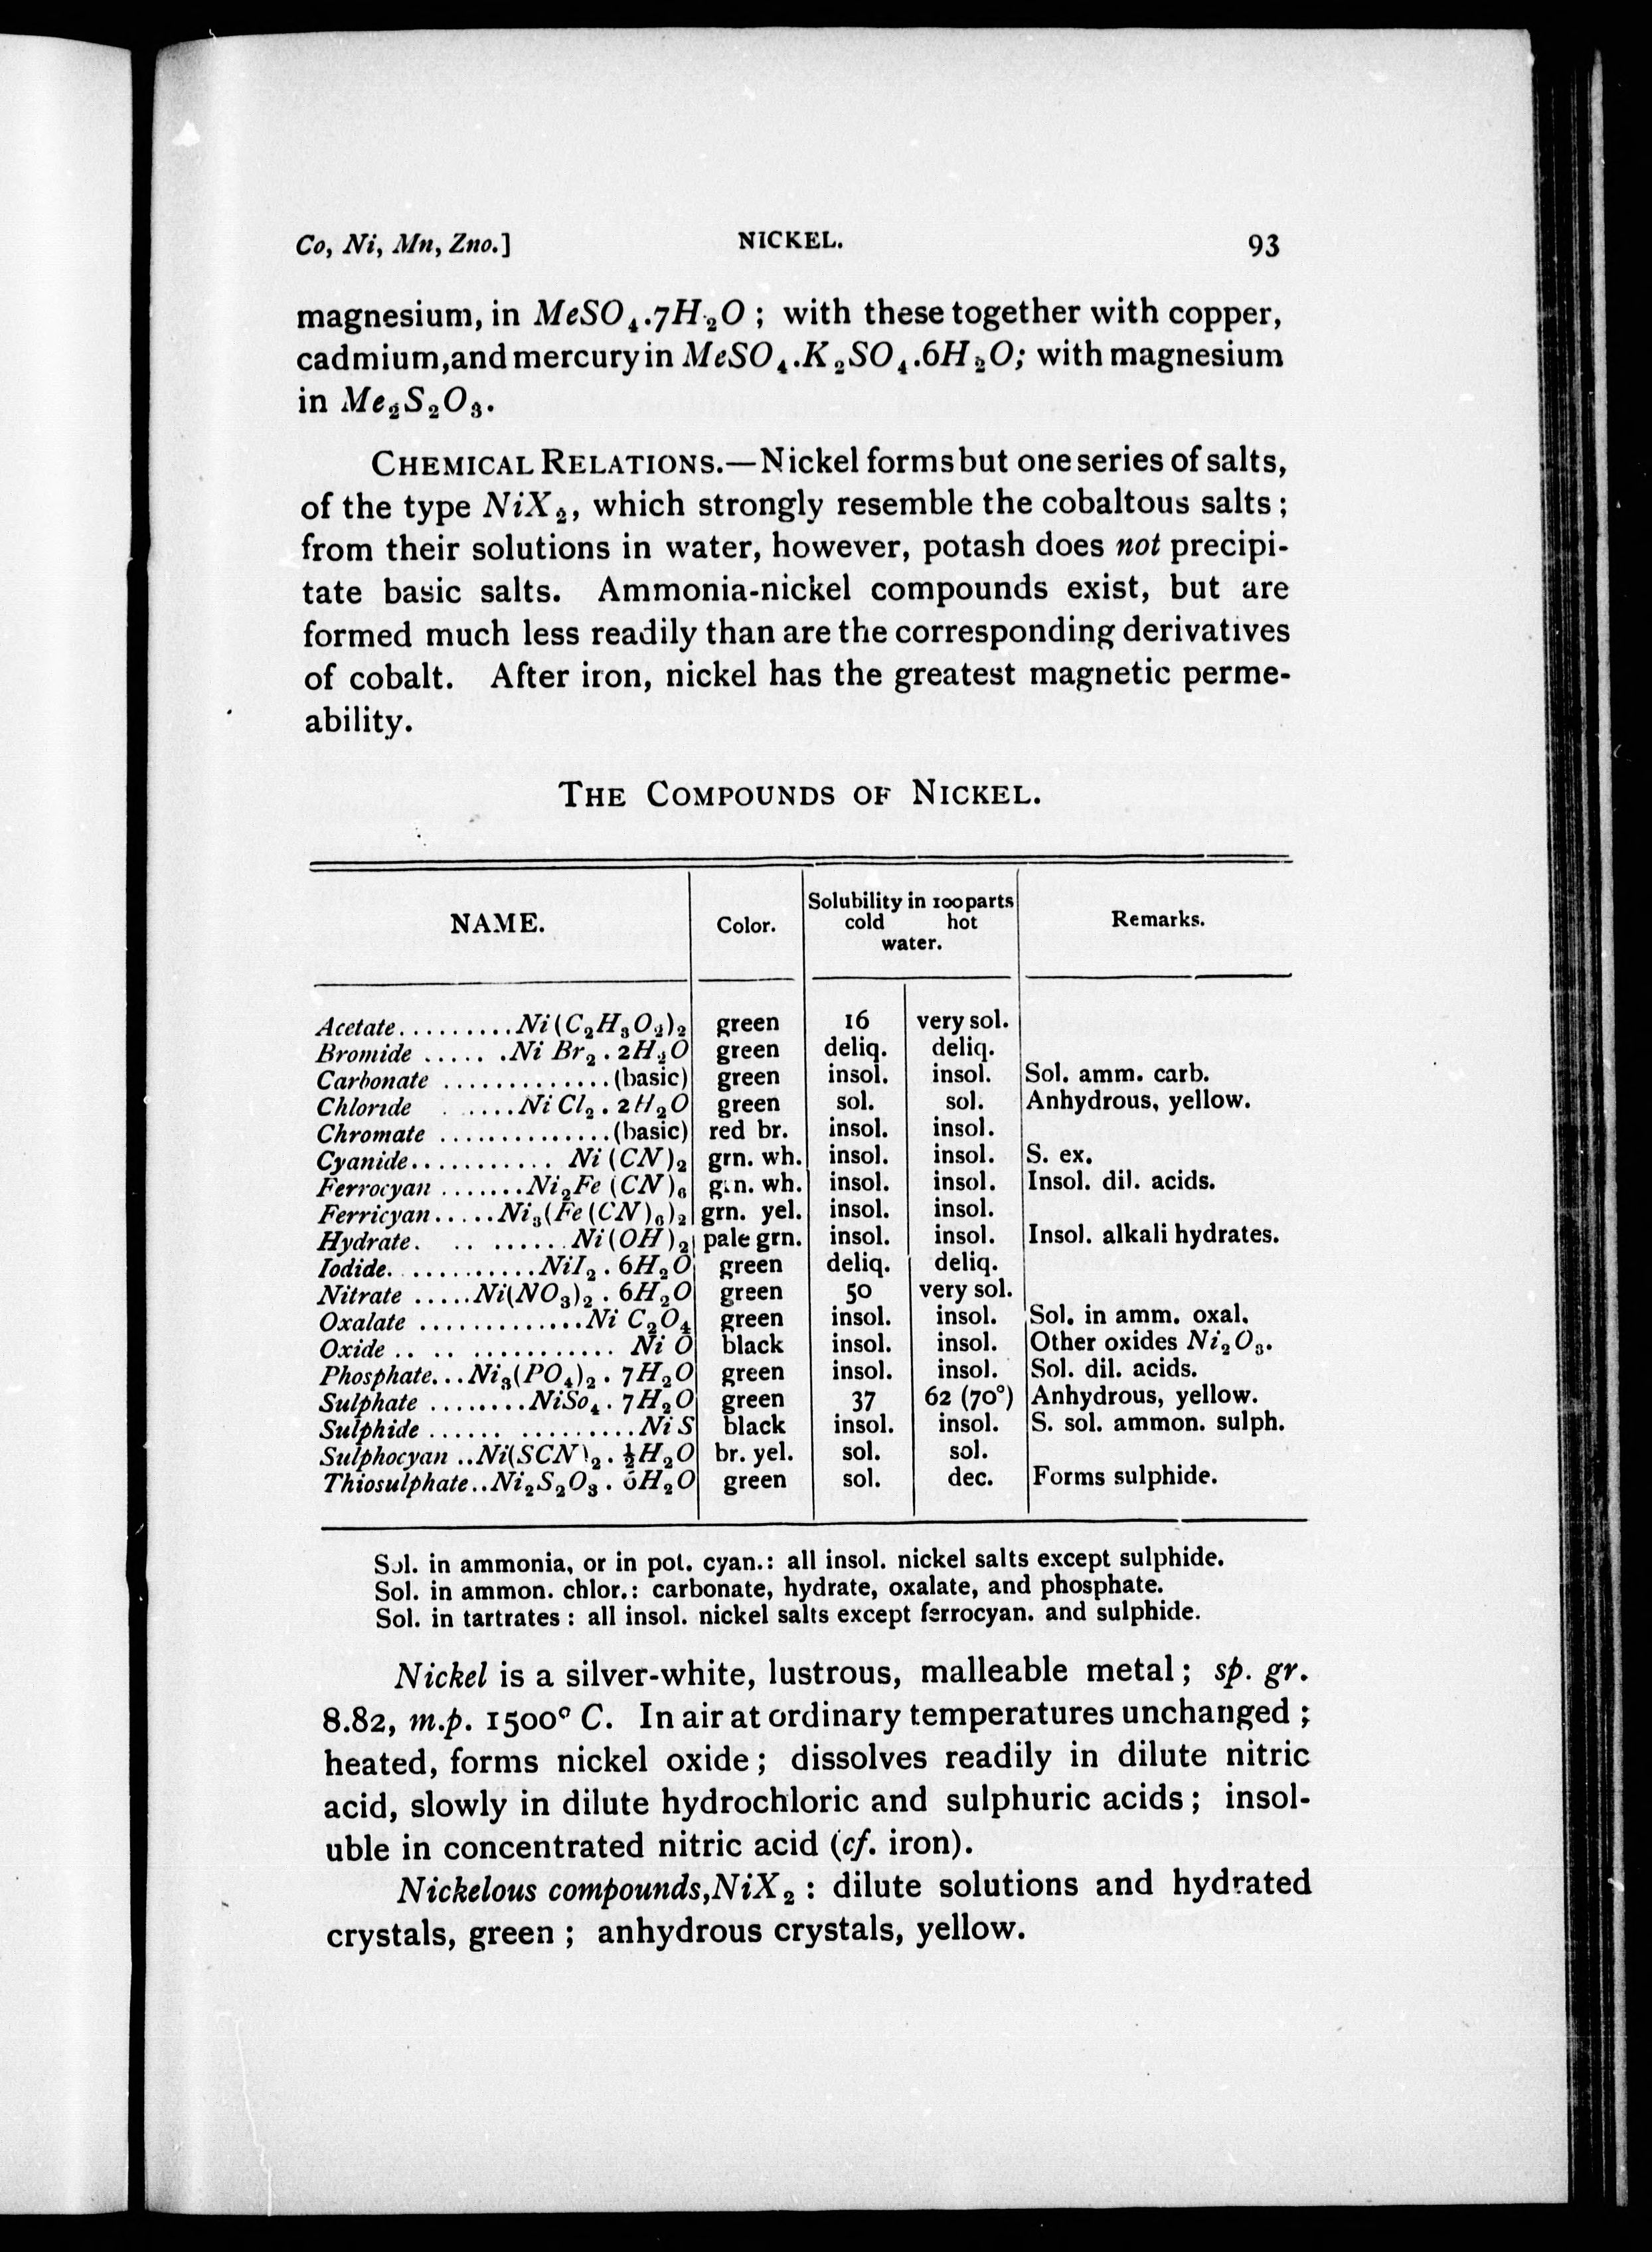 Co, Ni, Mn, Zno.] NICKEL. 93
magnesium, in MeSO₄.7H₂O ; with these together with copper,
cadmium, and mercury in MeSO₄.K₂SO₄.6H₂O; with magnesium
in Me₂S₂O₃.
CHEMICAL RELATIONS.—Nickel forms but one series of salts,
of the type NiX₂, which strongly resemble the cobaltous salts ;
from their solutions in water, however, potash does not precipi-
tate basic salts. Ammonia-nickel compounds exist, but are
formed much less readily than are the corresponding derivatives
of cobalt. After iron, nickel has the greatest magnetic perme-
ability.
THE COMPOUNDS OF NICKEL.
NAME. Color. Solubility in 100 parts cold hot water. Remarks.
Acetate.........Ni(C₂H₃O₂)₂ green 16 very sol.
Bromide ......Ni Br₂ . 2H₂O green deliq. deliq.
Carbonate .............(basic) green insol. insol. Sol. amm. carb.
Chloride ......Ni Cl₂ . 2H₂O green sol. sol. Anhydrous, yellow.
Chromate ..............(basic) red br. insol. insol.
Cyanide............ Ni (CN)₂ grn. wh. insol. insol. S. ex.
Ferrocyan .......Ni₂Fe (CN)₆ grn. wh. insol. insol. Insol. dil. acids.
Ferricyan.....Ni₃(Fe (CN)₆)₂ grn. yel. insol. insol.
Hydrate. .. .......Ni (OH)₂ pale grn. insol. insol. Insol. alkali hydrates.
Iodide............NiI₂ . 6H₂O green deliq. deliq.
Nitrate .....Ni(NO₃)₂ . 6H₂O green 50 very sol.
Oxalate .............Ni C₂O₄ green insol. insol. Sol. in amm. oxal.
Oxide .. .. ............ Ni O black insol. insol. Other oxides Ni₂O₃.
Phosphate...Ni₃(PO₄)₂ . 7H₂O green insol. insol. Sol. dil. acids.
Sulphate ........NiSo₄ . 7H₂O green 37 62 (70°) Anhydrous, yellow.
Sulphide ...... ..........Ni S black insol. insol. S. sol. ammon. sulph.
Sulphocyan ..Ni(SCN)₂ . ½H₂O br. yel. sol. sol.
Thiosulphate..Ni₂S₂O₃ . 6H₂O green sol. dec. Forms sulphide.
Sol. in ammonia, or in pot. cyan.: all insol. nickel salts except sulphide.
Sol. in ammon. chlor.: carbonate, hydrate, oxalate, and phosphate.
Sol. in tartrates : all insol. nickel salts except ferrocyan. and sulphide.
Nickel is a silver-white, lustrous, malleable metal ; sp. gr.
8.82, m.p. 1500° C. In air at ordinary temperatures unchanged ;
heated, forms nickel oxide ; dissolves readily in dilute nitric
acid, slowly in dilute hydrochloric and sulphuric acids ; insol-
uble in concentrated nitric acid (cf. iron).
Nickelous compounds, NiX₂ : dilute solutions and hydrated
crystals, green ; anhydrous crystals, yellow.